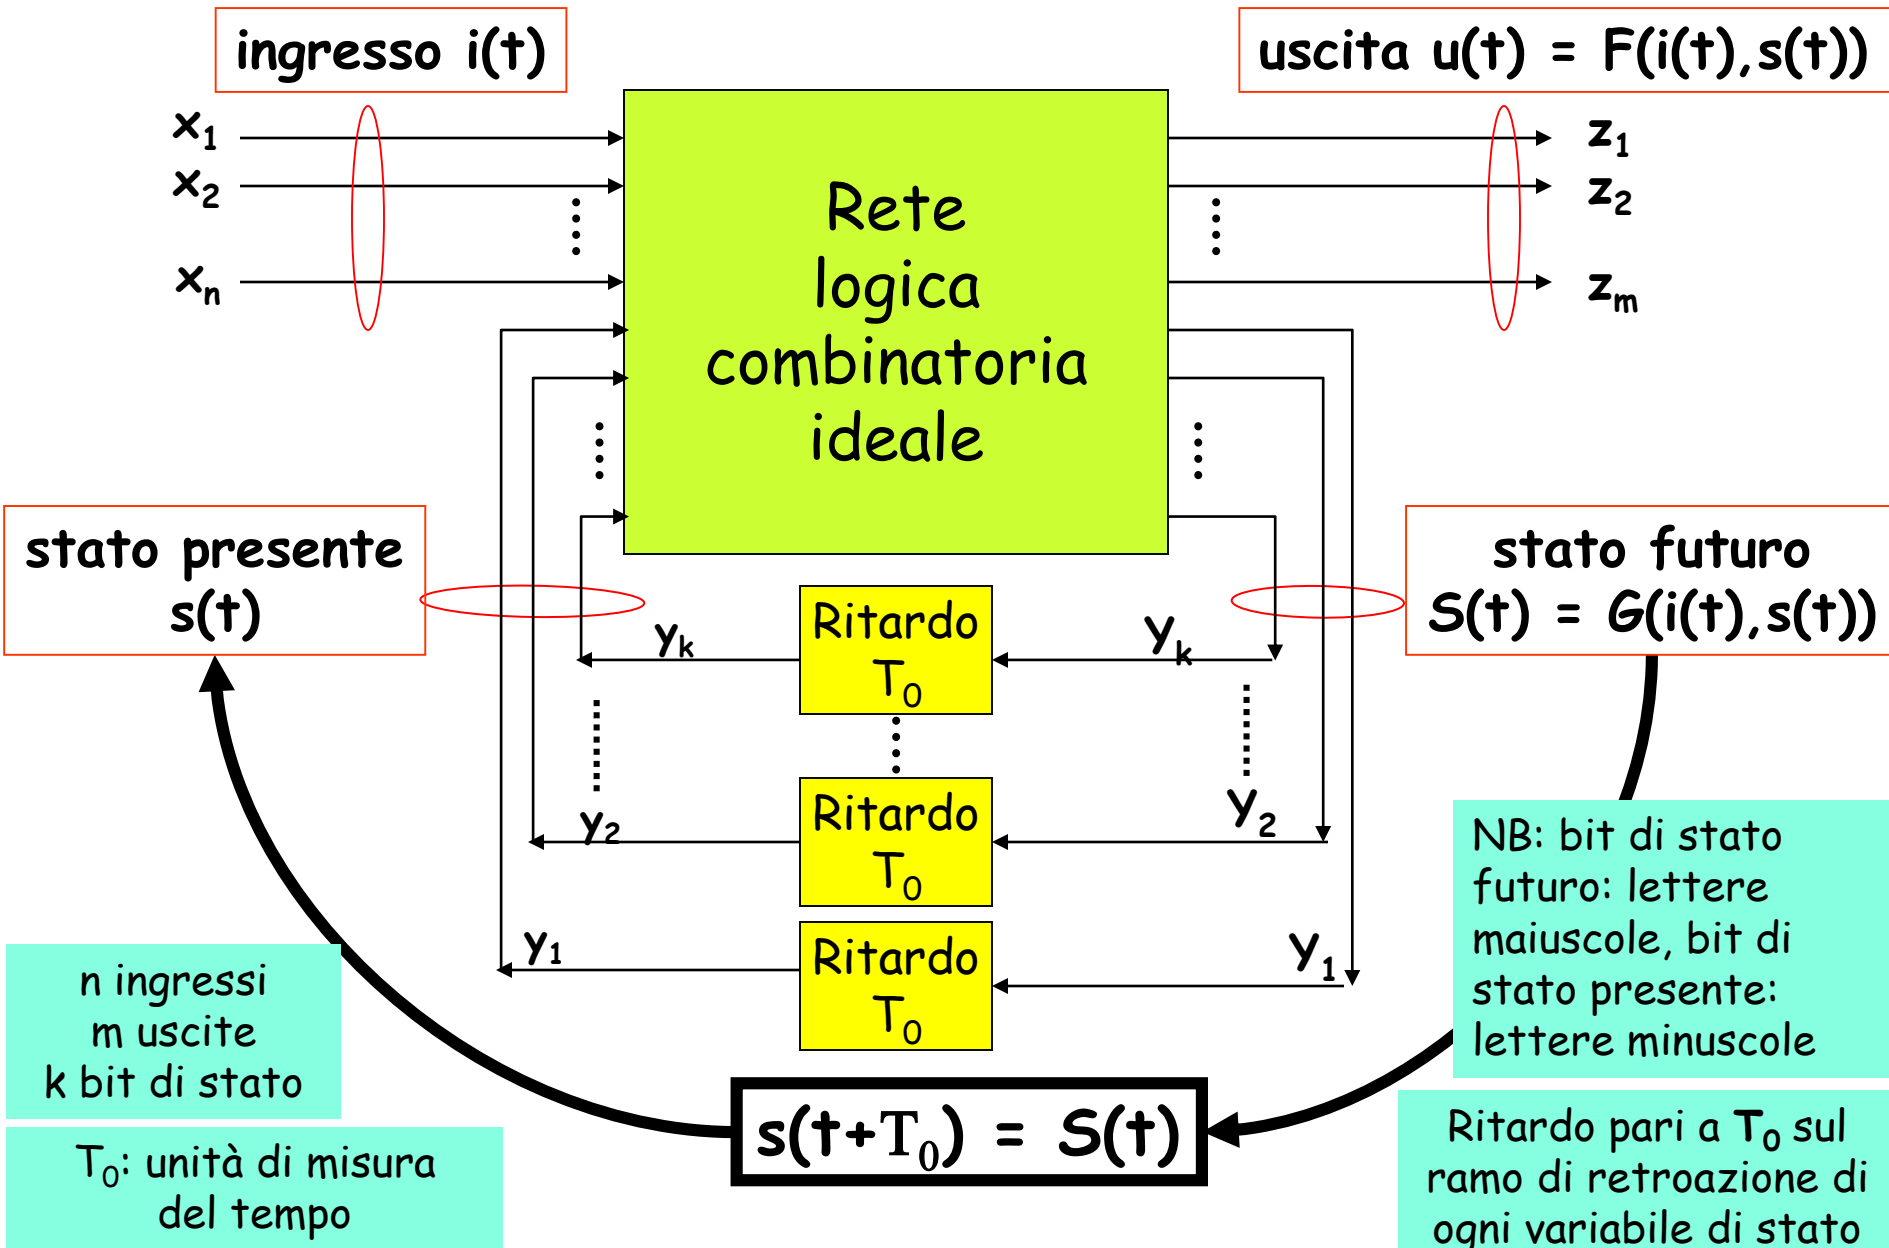 ingresso i(t)
uscita u(t) = F(i(t),s(t))
x1
x2
xn
z1
z2
zm
Rete
logica
combinatoria
ideale
stato presente
s(t)
stato futuro
S(t) = G(i(t),s(t))
yk
Ritardo
T0
Yk
y2
Ritardo
T0
Y2
y1
Ritardo
T0
Y1
NB: bit di stato
futuro: lettere
maiuscole, bit di
stato presente:
lettere minuscole
n ingressi
m uscite
k bit di stato
s(t+T0) = S(t)
T0: unità di misura
del tempo
Ritardo pari a T0 sul
ramo di retroazione di
ogni variabile di stato